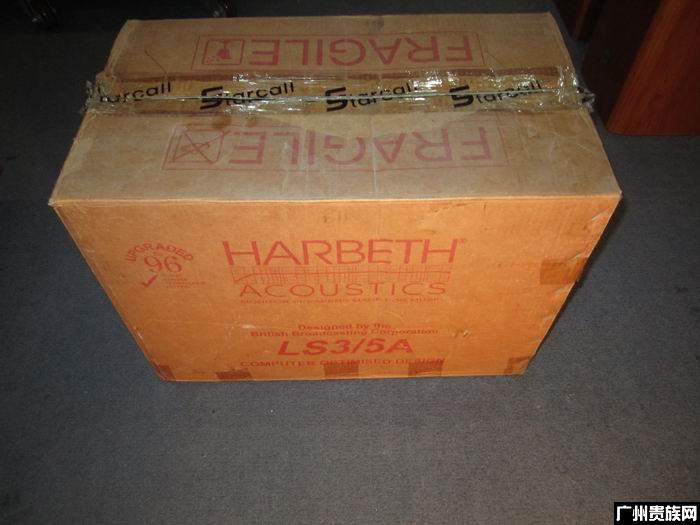 FRAGILE
Starcall Starcall Starcall Starcall
FRAGILE
UPGRADED
96
HARBETH®
ACOUSTICS
Designed by the
British Broadcasting Corporation
LS3/5A
COMPUTER OPTIMISED DESIGN
广州贵族网